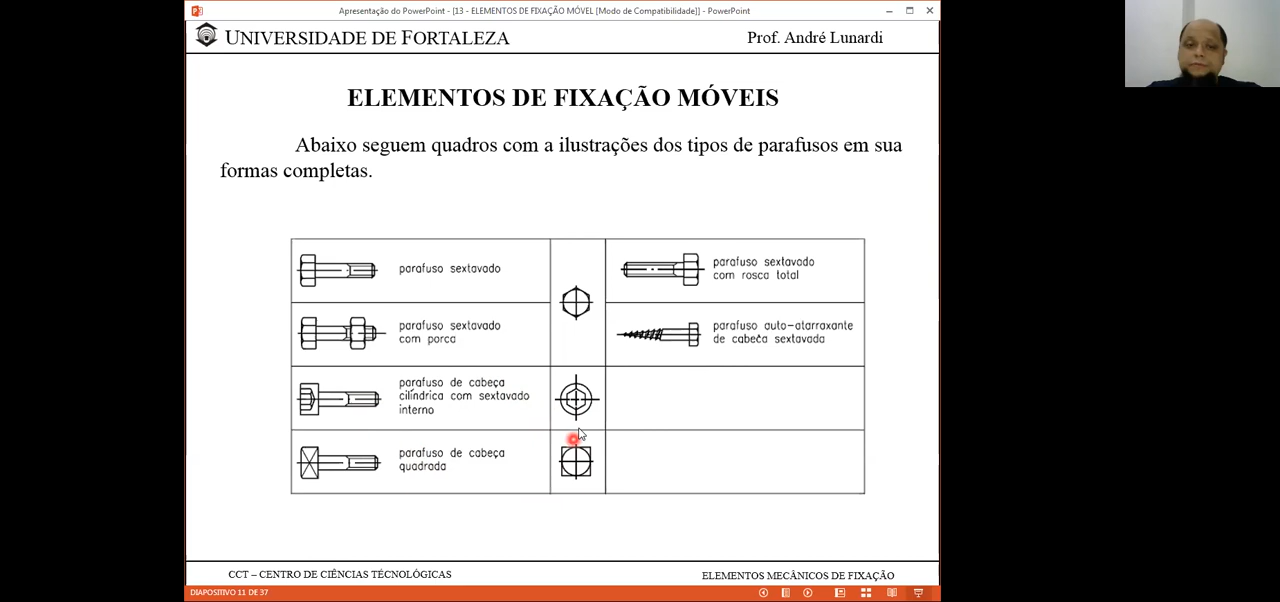 Apresentação do PowerPoint - [13 - ELEMENTOS DE FIXAÇÃO MÓVEL [Modo de Compatibilidade]] - PowerPoint
UNIVERSIDADE DE FORTALEZA
Prof. André Lunardi
ELEMENTOS DE FIXAÇÃO MÓVEIS
Abaixo seguem quadros com a ilustrações dos tipos de parafusos em sua
formas completas.
parafuso sextavado
parafuso sextavado
com rosca total
parafuso sextavado
com porca
parafuso auto-atarraxante
de cabeça sextavada
parafuso de cabeça
cilíndrica com sextavado
interno
parafuso de cabeça
quadrada
CCT – CENTRO DE CIÊNCIAS TÉCNOLÓGICAS
ELEMENTOS MECÂNICOS DE FIXAÇÃO
DIAPOSITIVO 11 DE 37